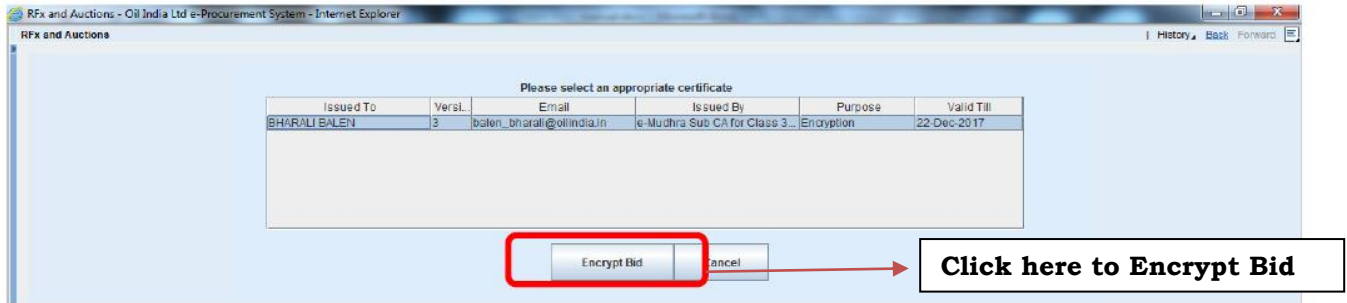 RFx and Auctions - Oil India Ltd e-Procurement System - Internet Explorer
RFx and Auctions
History Back Forward
Please select an appropriate certificate
Issued To Versi... Email Issued By Purpose Valid Till
BHARALI BALEN 3 balen_bharali@oilindia.in e-Mudhra Sub CA for Class 3... Encryption 22-Dec-2017
Encrypt Bid Cancel
Click here to Encrypt Bid